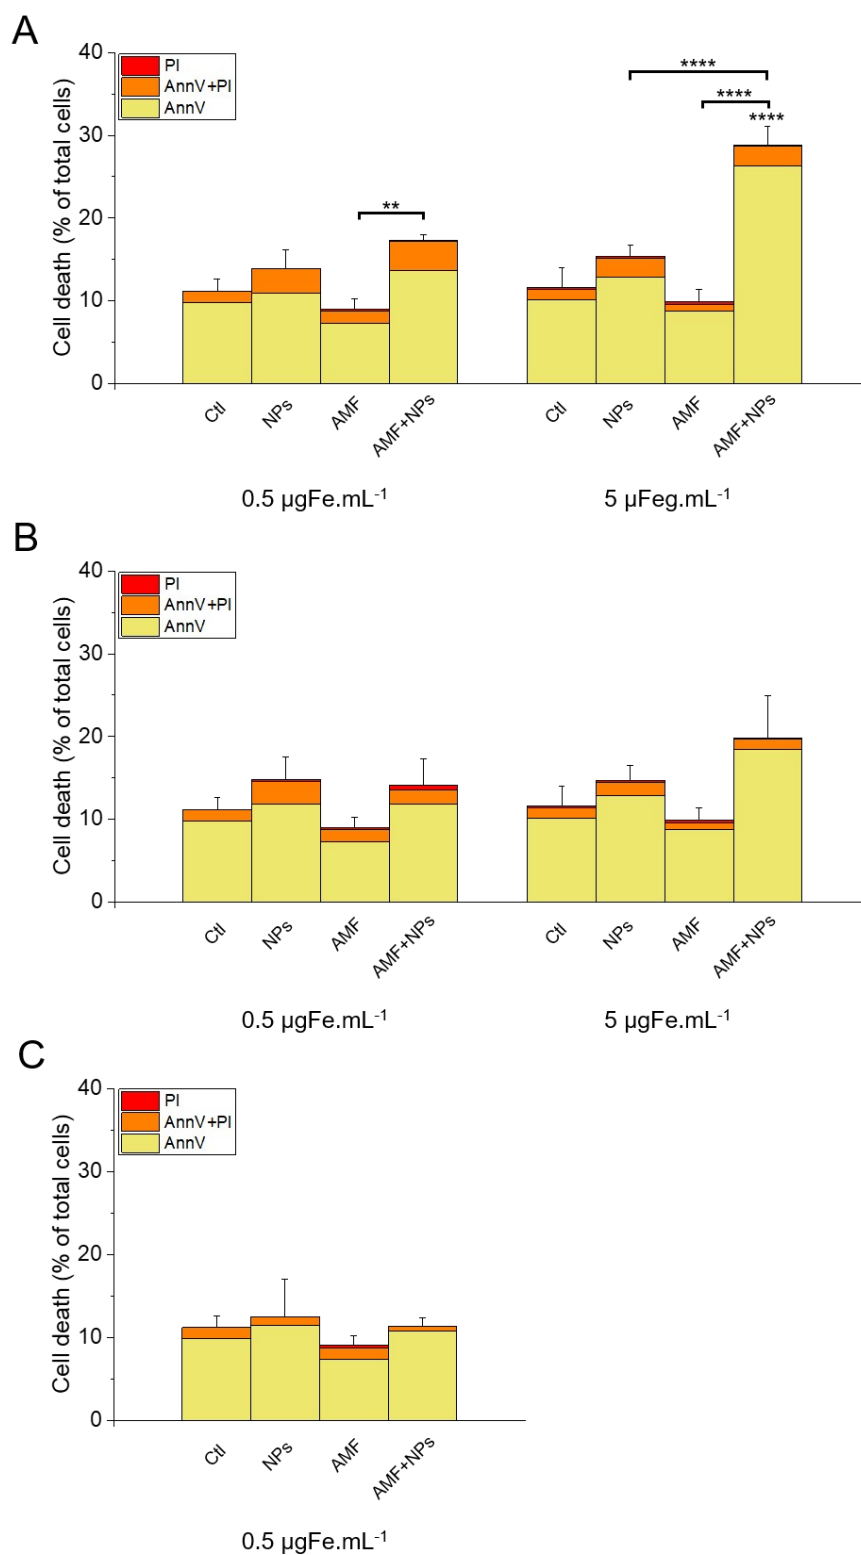 A
Cell death (% of total cells)
40
30
20
10
0
PI
AnnV+PI
AnnV
**
****
****
****
Ctl
NPs
AMF
AMF+NPs
Ctl
NPs
AMF
AMF+NPs
0.5 µgFe.mL⁻¹
5 µFeg.mL⁻¹
B
Cell death (% of total cells)
40
30
20
10
0
PI
AnnV+PI
AnnV
Ctl
NPs
AMF
AMF+NPs
Ctl
NPs
AMF
AMF+NPs
0.5 µgFe.mL⁻¹
5 µgFe.mL⁻¹
C
Cell death (% of total cells)
40
30
20
10
0
PI
AnnV+PI
AnnV
Ctl
NPs
AMF
AMF+NPs
0.5 µgFe.mL⁻¹